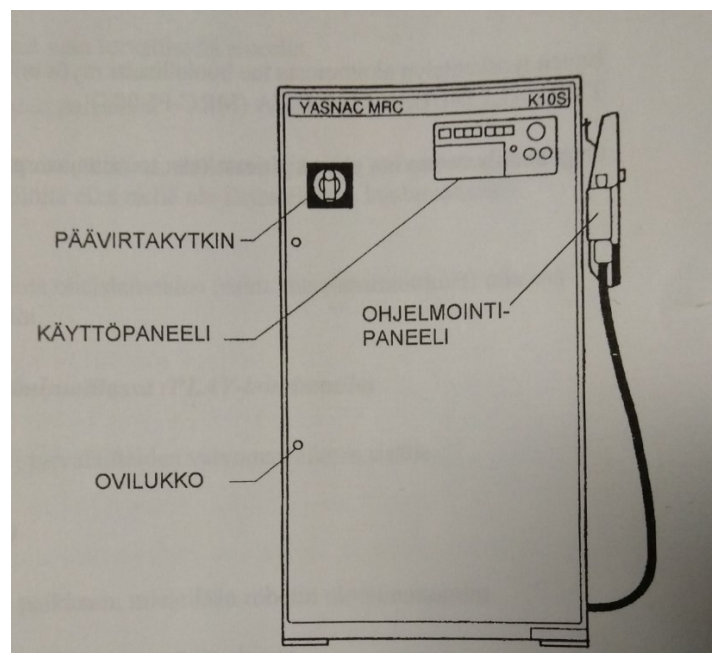 YASNAC MRC K10S
PÄÄVIRTAKYTKIN
KÄYTTÖPANEELI
OHJELMOINTI-
PANEELI
OVILUKKO